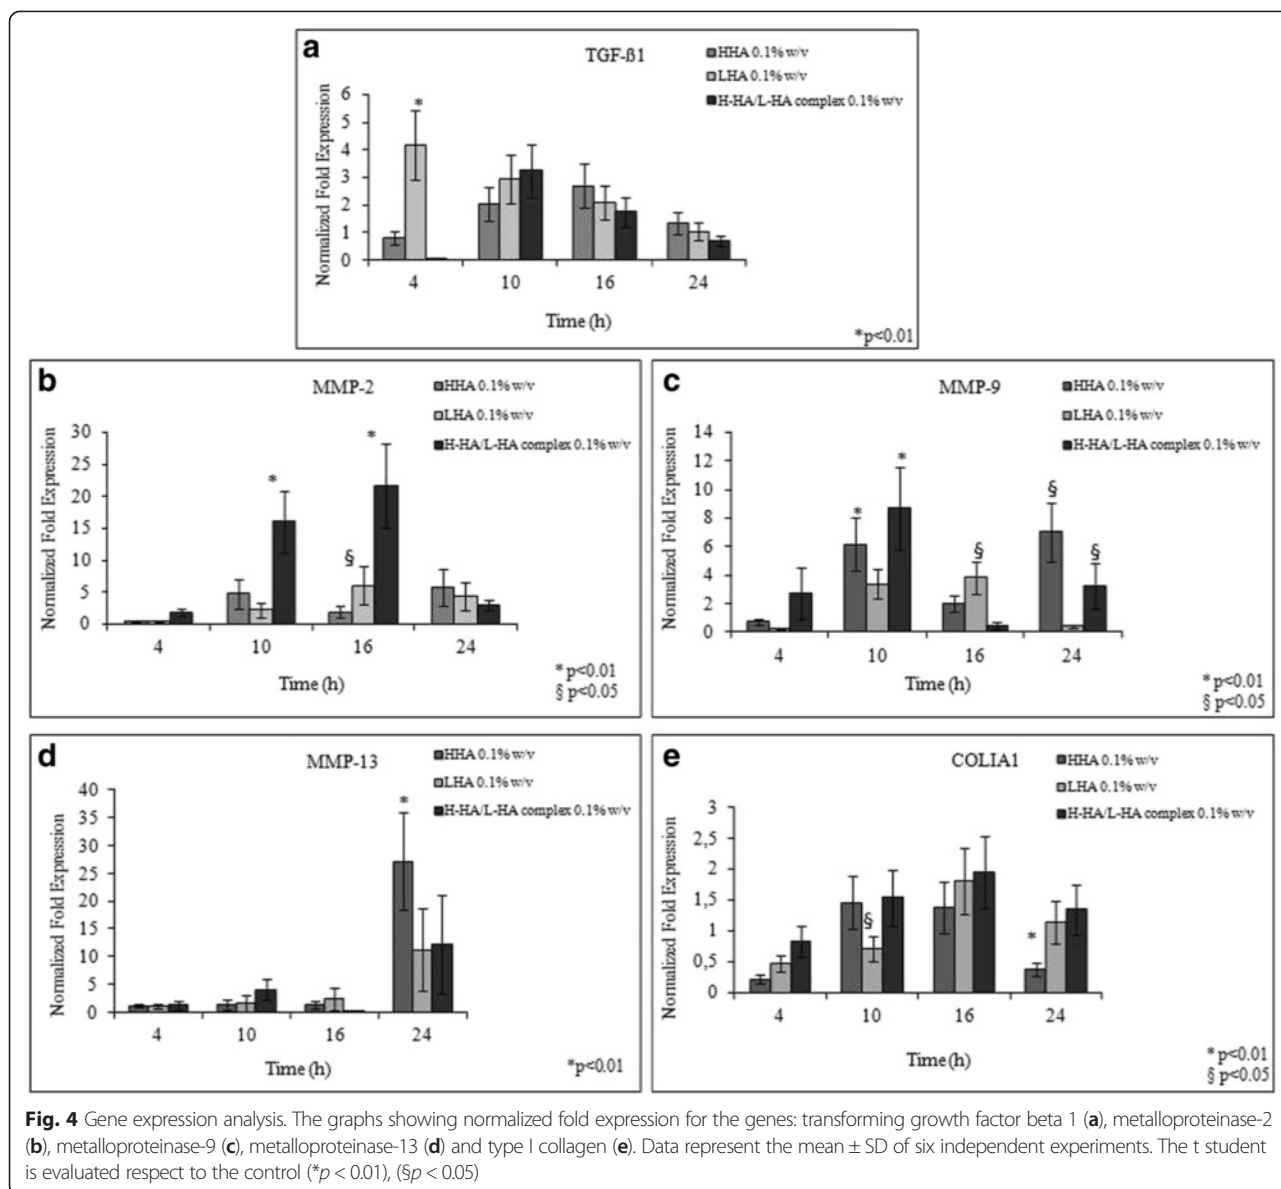 a
TGF-ß1
HHA 0.1% w/v
LHA 0.1% w/v
H-HA/L-HA complex 0.1% w/v
Normalized Fold Expression
6
5
4
3
2
1
0
*
4 10 16 24
Time (h)
*p<0.01
b
MMP-2
HHA 0.1% w/v
LHA 0.1% w/v
H-HA/L-HA complex 0.1% w/v
Normalized Fold Expression
30
25
20
15
10
5
0
* § *
4 10 16 24
Time (h)
* p<0.01
§ p<0.05
c
MMP-9
HHA 0.1% w/v
LHA 0.1% w/v
H-HA/L-HA complex 0.1% w/v
Normalized Fold Expression
14
12
10
8
6
4
2
0
* * § § §
4 10 16 24
Time (h)
* p<0.01
§ p<0.05
d
MMP-13
HHA 0.1% w/v
LHA 0.1% w/v
H-HA/L-HA complex 0.1% w/v
Normalized Fold Expression
40
35
30
25
20
15
10
5
0
*
4 10 16 24
Time (h)
*p<0.01
e
COLIA1
HHA 0.1% w/v
LHA 0.1% w/v
H-HA/L-HA complex 0.1% w/v
Normalized Fold Expression
3
2,5
2
1,5
1
0,5
0
§ *
4 10 16 24
Time (h)
* p<0.01
§ p<0.05
Fig. 4 Gene expression analysis. The graphs showing normalized fold expression for the genes: transforming growth factor beta 1 (a), metalloproteinase-2
(b), metalloproteinase-9 (c), metalloproteinase-13 (d) and type I collagen (e). Data represent the mean ± SD of six independent experiments. The t student
is evaluated respect to the control (*p < 0.01), (§p < 0.05)